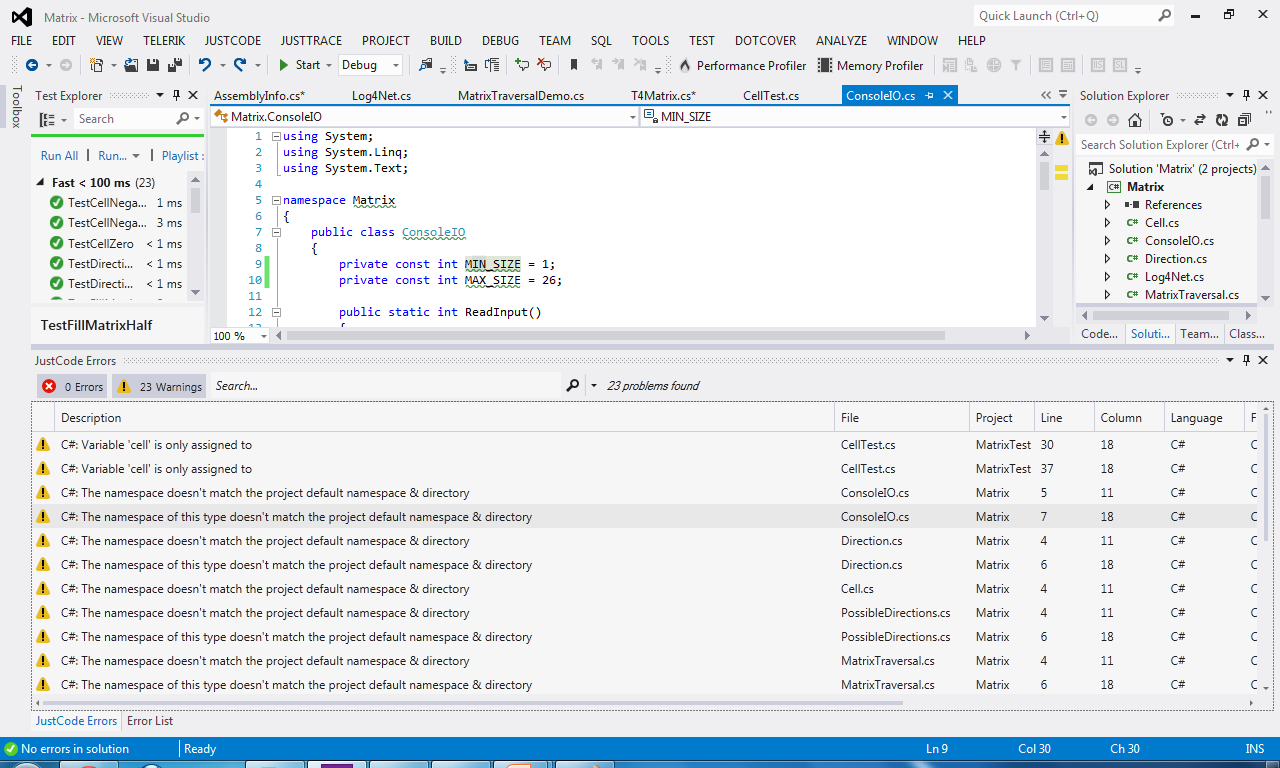 Matrix - Microsoft Visual Studio
Quick Launch (Ctrl+Q)
FILE EDIT VIEW TELERIK JUSTCODE JUSTTRACE PROJECT BUILD DEBUG TEAM SQL TOOLS TEST DOTCOVER ANALYZE WINDOW HELP
Start Debug Performance Profiler Memory Profiler
Toolbox
Test Explorer
Search
Run All | Run... | Playlist :
Fast < 100 ms (23)
TestCellNega... 1 ms
TestCellNega... 3 ms
TestCellZero < 1 ms
TestDirecti... < 1 ms
TestDirecti... < 1 ms
TestFillMatrixHalf
AssemblyInfo.cs* Log4Net.cs MatrixTraversalDemo.cs T4Matrix.cs* CellTest.cs ConsoleIO.cs
Matrix.ConsoleIO MIN_SIZE
1 using System;
2 using System.Linq;
3 using System.Text;
4
5 namespace Matrix
6 {
7 public class ConsoleIO
8 {
9 private const int MIN_SIZE = 1;
10 private const int MAX_SIZE = 26;
11
12 public static int ReadInput()
13 {
100 %
Solution Explorer
Search Solution Explorer (Ctrl+
Solution 'Matrix' (2 projects)
Matrix
References
C# Cell.cs
C# ConsoleIO.cs
C# Direction.cs
C# Log4Net.cs
C# MatrixTraversal.cs
Code... Soluti... Team... Class...
JustCode Errors
0 Errors 23 Warnings Search... 23 problems found
Description File Project Line Column Language F
C#: Variable 'cell' is only assigned to CellTest.cs MatrixTest 30 18 C# C
C#: Variable 'cell' is only assigned to CellTest.cs MatrixTest 37 18 C# C
C#: The namespace doesn't match the project default namespace & directory ConsoleIO.cs Matrix 5 11 C# C
C#: The namespace of this type doesn't match the project default namespace & directory ConsoleIO.cs Matrix 7 18 C# C
C#: The namespace doesn't match the project default namespace & directory Direction.cs Matrix 4 11 C# C
C#: The namespace of this type doesn't match the project default namespace & directory Direction.cs Matrix 6 18 C# C
C#: The namespace doesn't match the project default namespace & directory Cell.cs Matrix 4 11 C# C
C#: The namespace doesn't match the project default namespace & directory PossibleDirections.cs Matrix 4 11 C# C
C#: The namespace of this type doesn't match the project default namespace & directory PossibleDirections.cs Matrix 6 18 C# C
C#: The namespace doesn't match the project default namespace & directory MatrixTraversal.cs Matrix 4 11 C# C
C#: The namespace of this type doesn't match the project default namespace & directory MatrixTraversal.cs Matrix 6 18 C# C
JustCode Errors Error List
No errors in solution Ready Ln 9 Col 30 Ch 30 INS